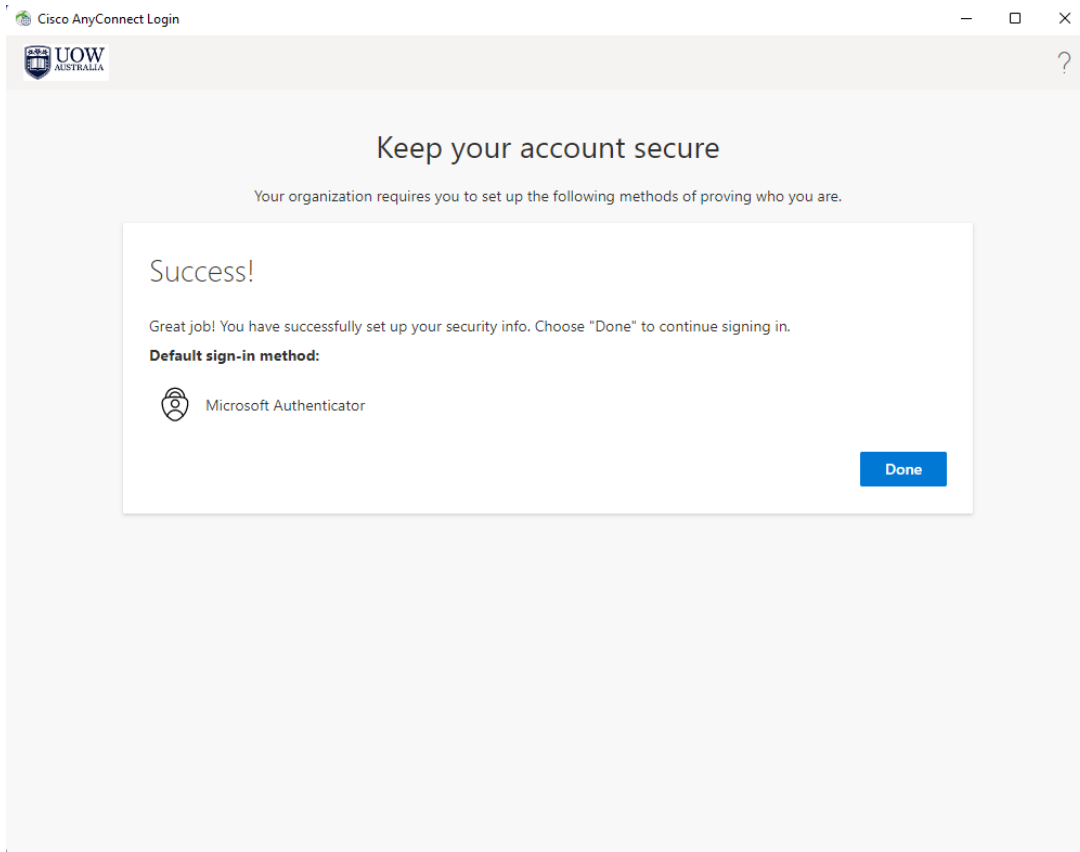 Cisco AnyConnect Login
UOW
AUSTRALIA
?
Keep your account secure
Your organization requires you to set up the following methods of proving who you are.
Success!
Great job! You have successfully set up your security info. Choose "Done" to continue signing in.
Default sign-in method:
Microsoft Authenticator
Done